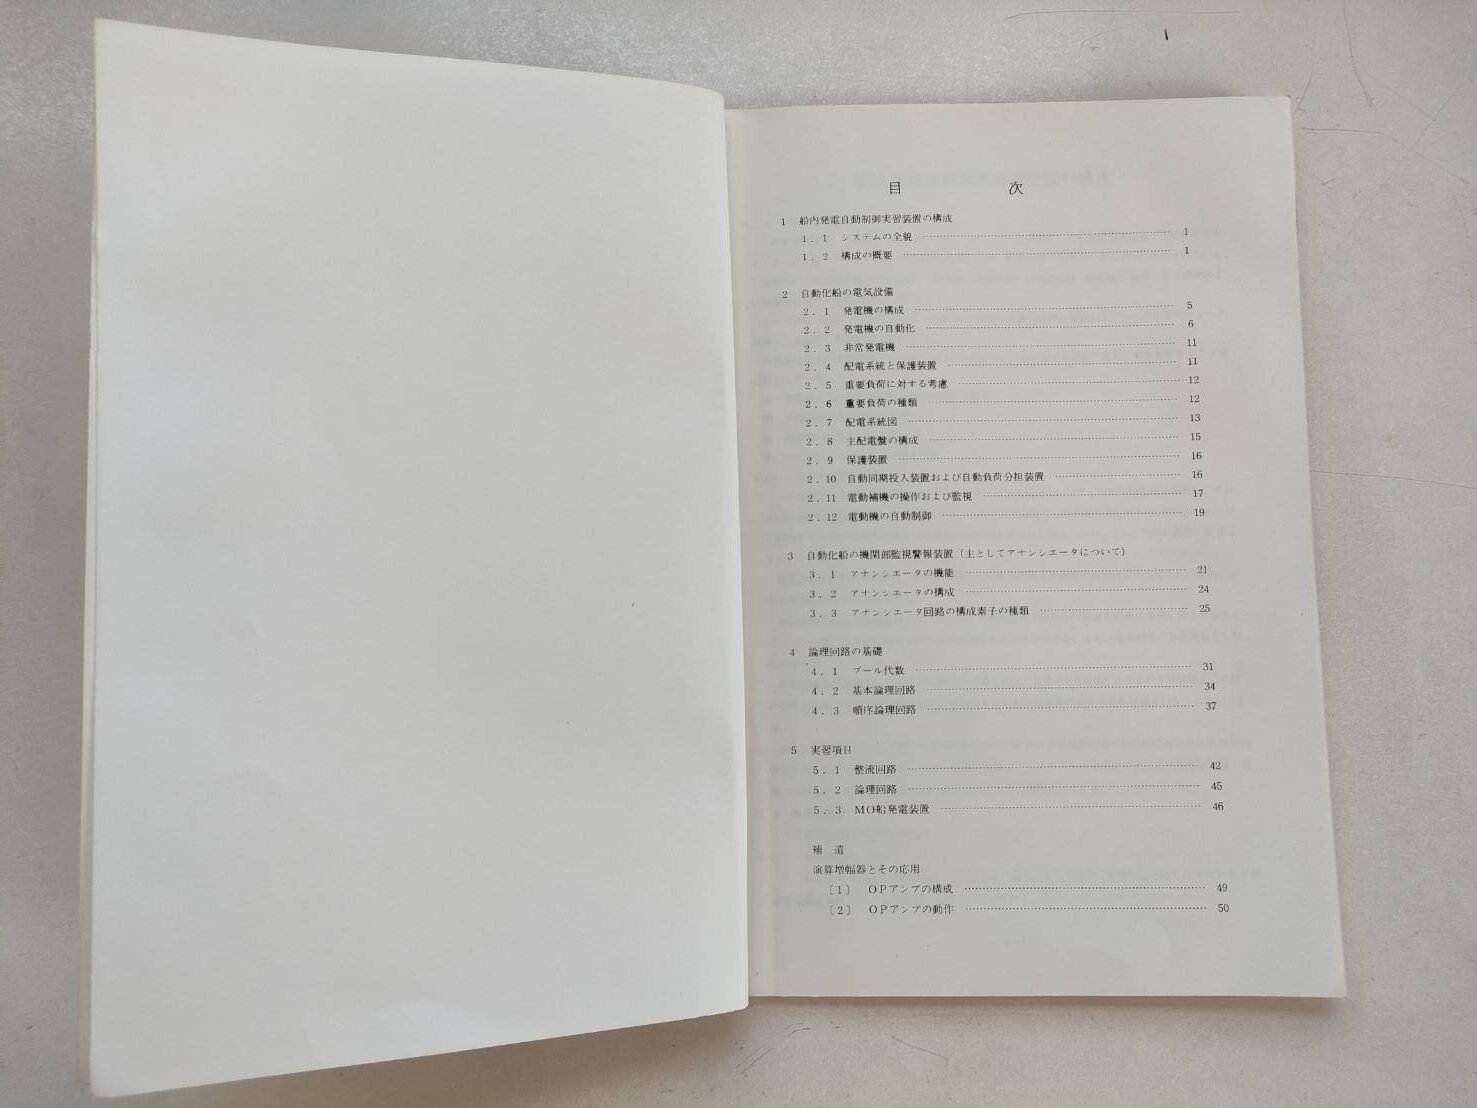 目 次
1 船内発電自動制御実習装置の構成
1.1 システムの全貌 1
1.2 構成の概要 1
2 自動化船の電気設備
2.1 発電機の構成 5
2.2 発電機の自動化 6
2.3 非常発電機 11
2.4 配電系統と保護装置 11
2.5 重要負荷に対する考慮 12
2.6 重要負荷の種類 12
2.7 配電系統図 13
2.8 主配電盤の構成 15
2.9 保護装置 16
2.10 自動同期投入装置および自動負荷分担装置 16
2.11 電動補機の操作および監視 17
2.12 電動機の自動制御 19
3 自動化船の機関部監視警報装置(主としてアナンシエータについて)
3.1 アナンシエータの機能 21
3.2 アナンシエータの構成 24
3.3 アナンシエータ回路の構成素子の種類 25
4 論理回路の基礎
4.1 ブール代数 31
4.2 基本論理回路 34
4.3 順序論理回路 37
5 実習項目
5.1 整流回路 42
5.2 論理回路 45
5.3 MO船発電装置 46
補 遺
演算増幅器とその応用
〔1〕 OPアンプの構成 49
〔2〕 OPアンプの動作 50